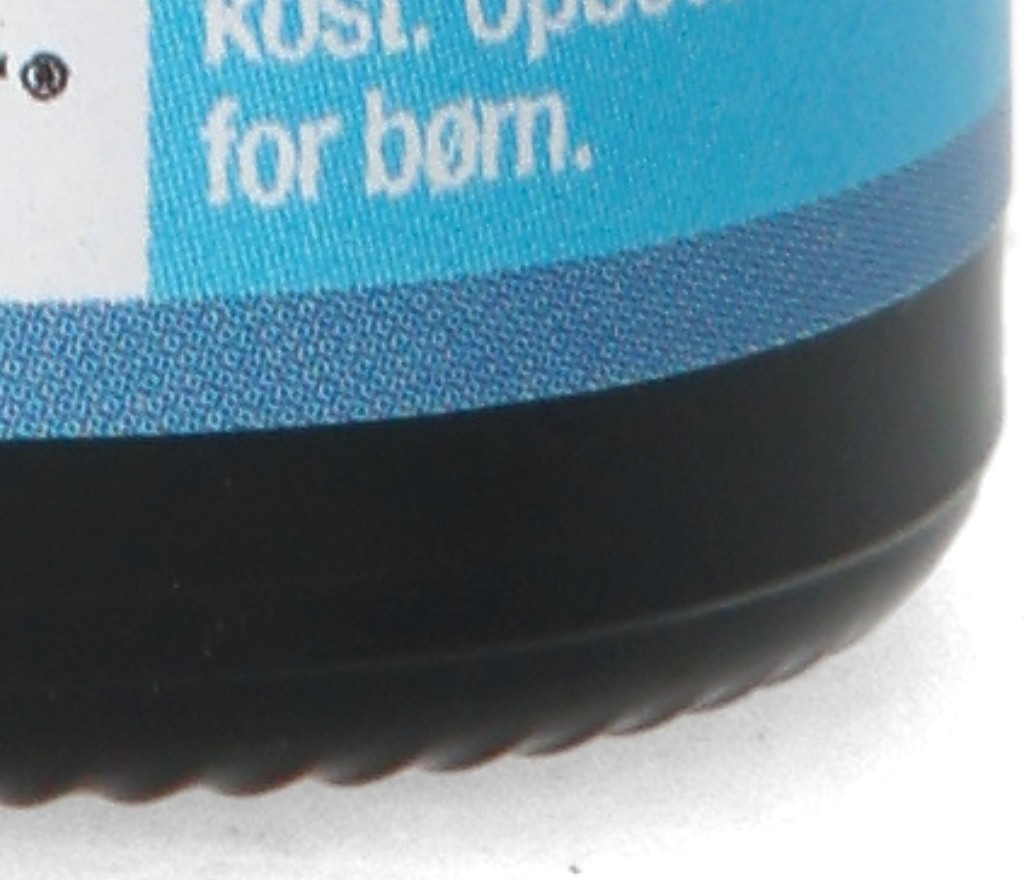 ® kost.
for børn.